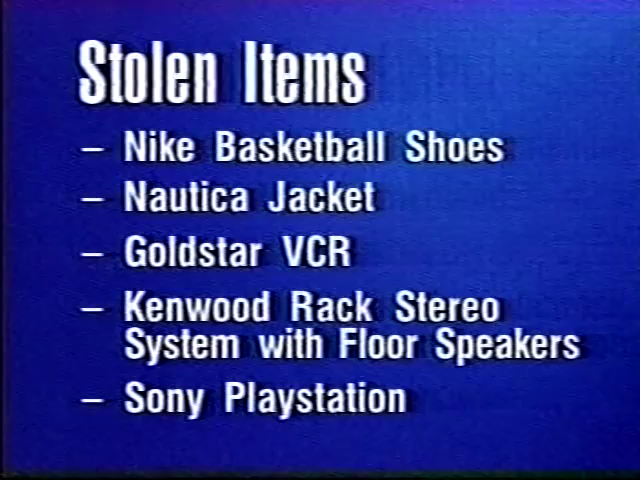 Stolen Items
– Nike Basketball Shoes
– Nautica Jacket
– Goldstar VCR
– Kenwood Rack Stereo
System with Floor Speakers
– Sony Playstation